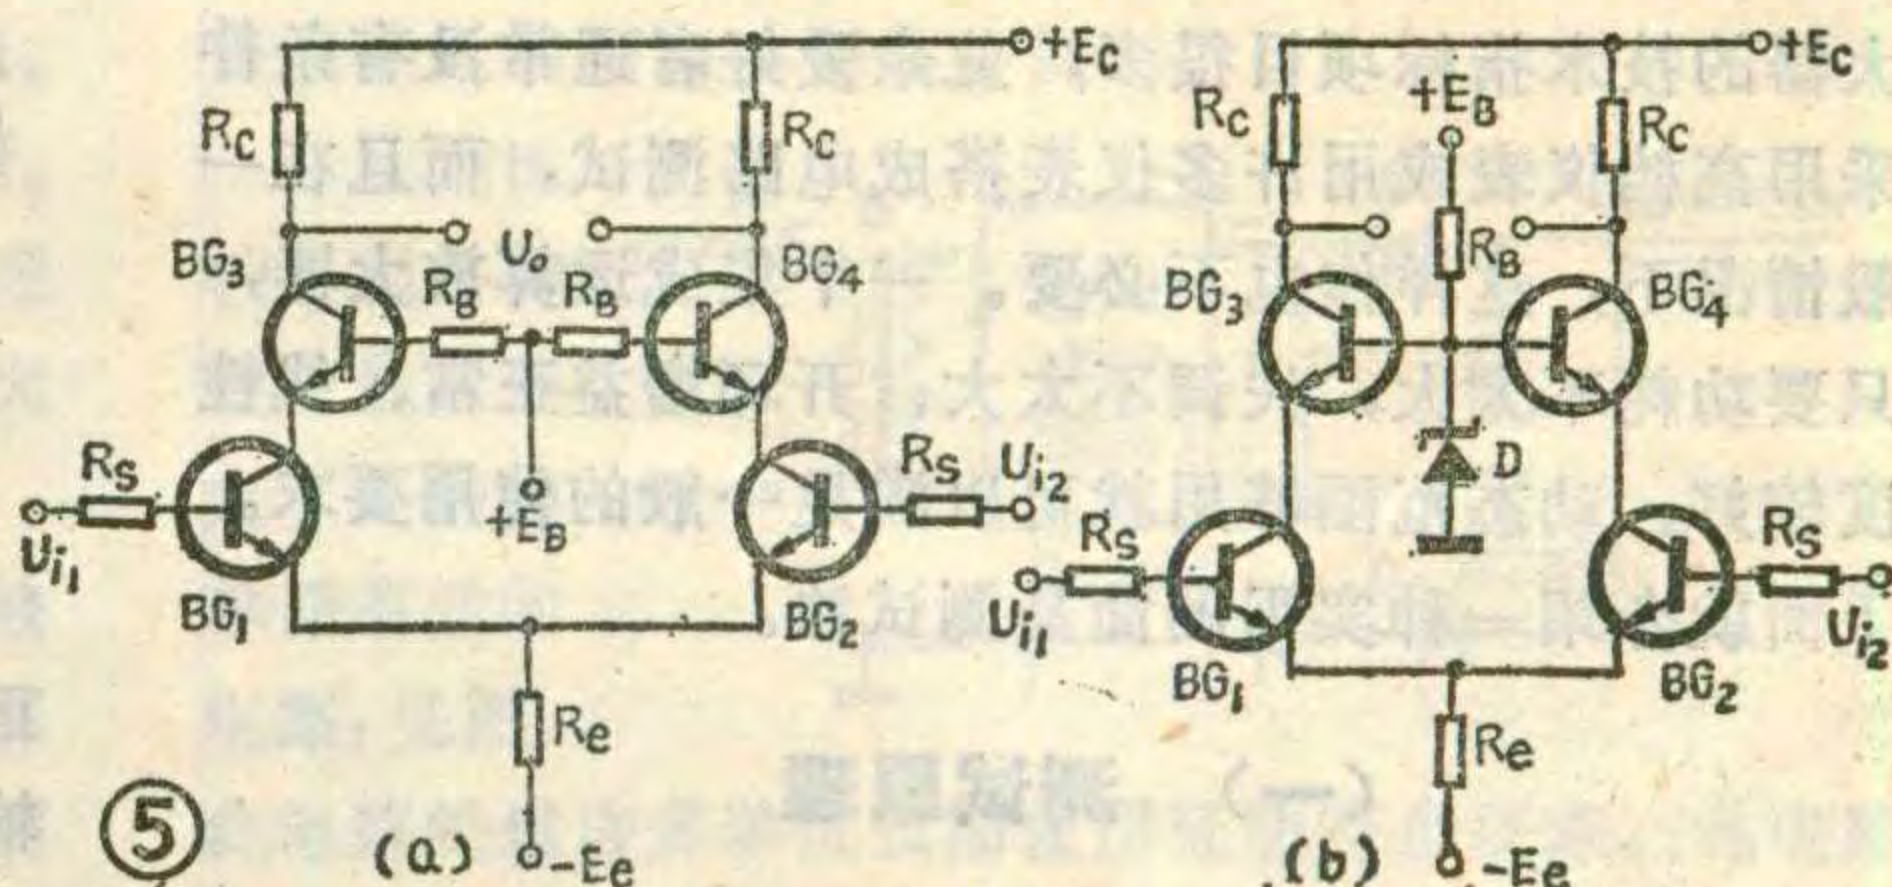 +Ec +Ec
Rc Rc Rc +EB Rc
BG3 U₀ BG4 BG3 RB BG4
RB RB
Rs Rs Ui2 D
+EB
Ui1 Rs Rs
BG1 BG2 Ui1 Ui2
BG1 BG2
Re Re
⑤ (a) -Ee (b) -Ee